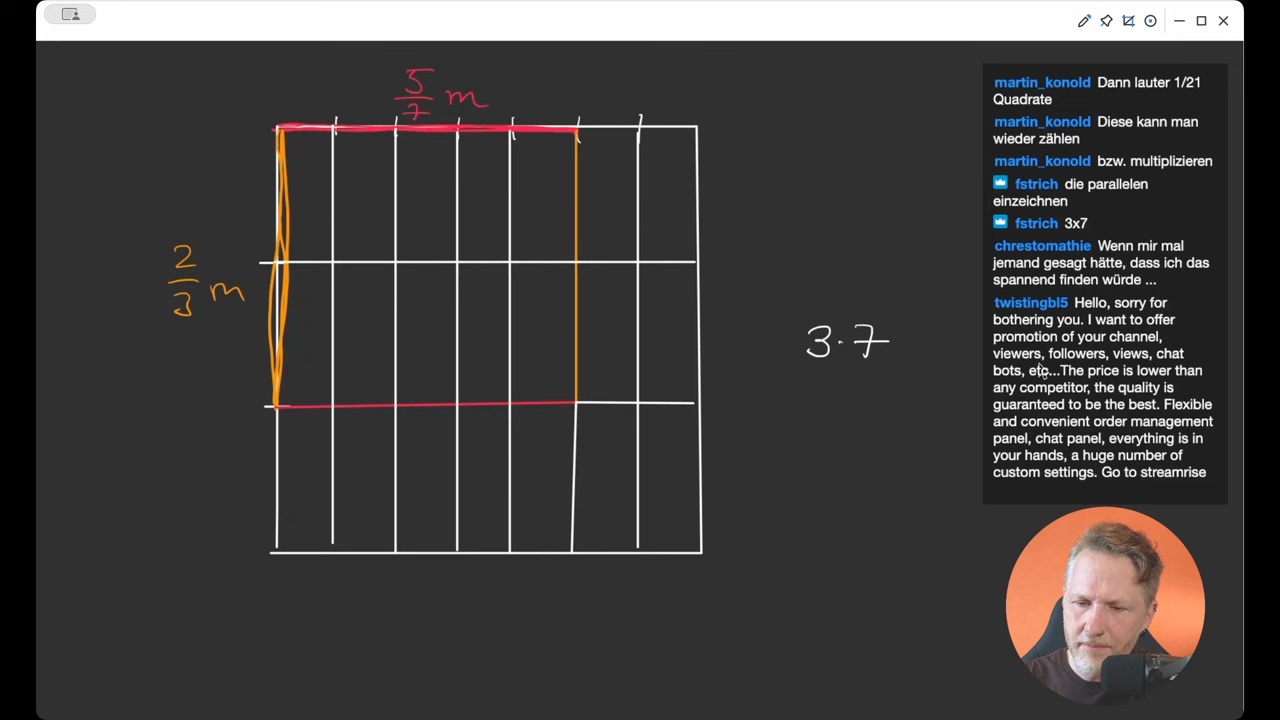 5
7 m
2
3 m
3·7
martin_konold Dann lauter 1/21
Quadrate
martin_konold Diese kann man
wieder zählen
martin_konold bzw. multiplizieren
fstrich die parallelen
einzeichnen
fstrich 3x7
chrestomathie Wenn mir mal
jemand gesagt hätte, dass ich das
spannend finden würde ...
twistingbl5 Hello, sorry for
bothering you. I want to offer
promotion of your channel,
viewers, followers, views, chat
bots, etc...The price is lower than
any competitor, the quality is
guaranteed to be the best. Flexible
and convenient order management
panel, chat panel, everything is in
your hands, a huge number of
custom settings. Go to streamrise